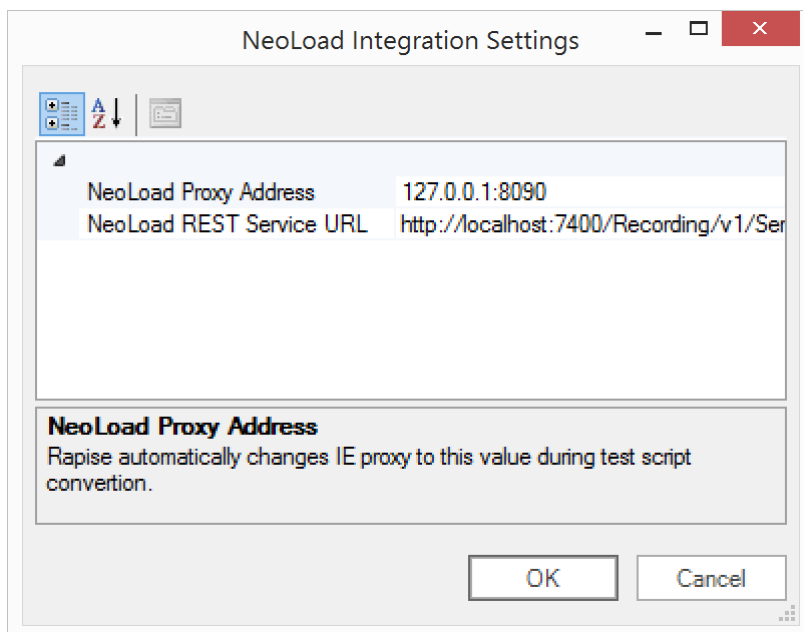 NeoLoad Integration Settings
NeoLoad Proxy Address 127.0.0.1:8090
NeoLoad REST Service URL http://localhost:7400/Recording/v1/Ser
NeoLoad Proxy Address
Rapise automatically changes IE proxy to this value during test script
convertion.
OK Cancel